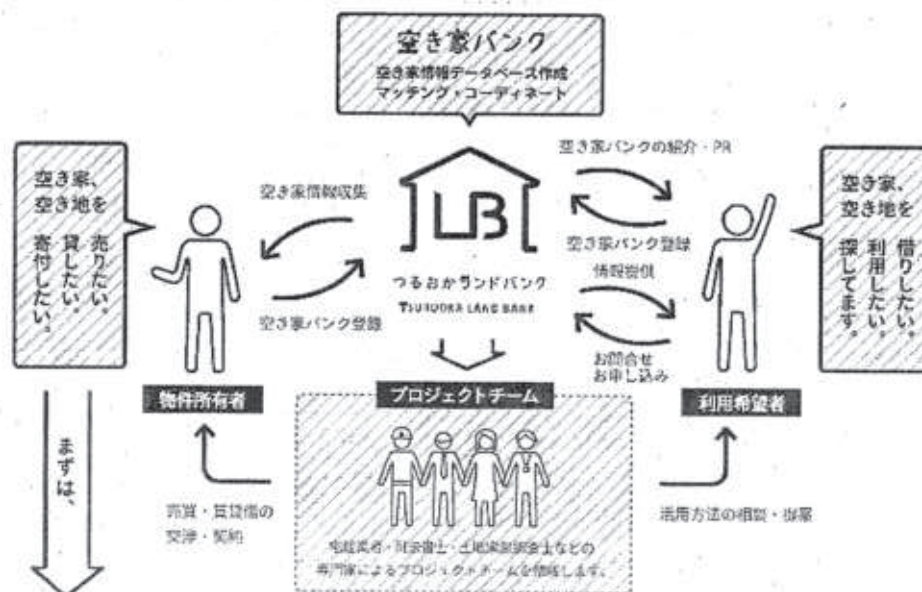 空き家バンク
空き家情報データベース作成
マッチング・コーディネート
空き家、
空き地を
売りたい。
貸したい。
寄付したい。
空き家情報収集
空き家バンク登録
LB
つるおかランドバンク
TSURUOKA LAND BANK
空き家バンクの紹介・PR
空き家バンク登録
情報提供
お問合せ
お申し込み
空き家、
空き地を
借りしたい。
利用したい。
探してます。
物件所有者
プロジェクトチーム
利用希望者
まずは、
売買・賃貸借の
交渉・契約
活用方法の相談・提案
宅建業者・司法書士・土地家屋調査士などの
専門家によるプロジェクトチームを